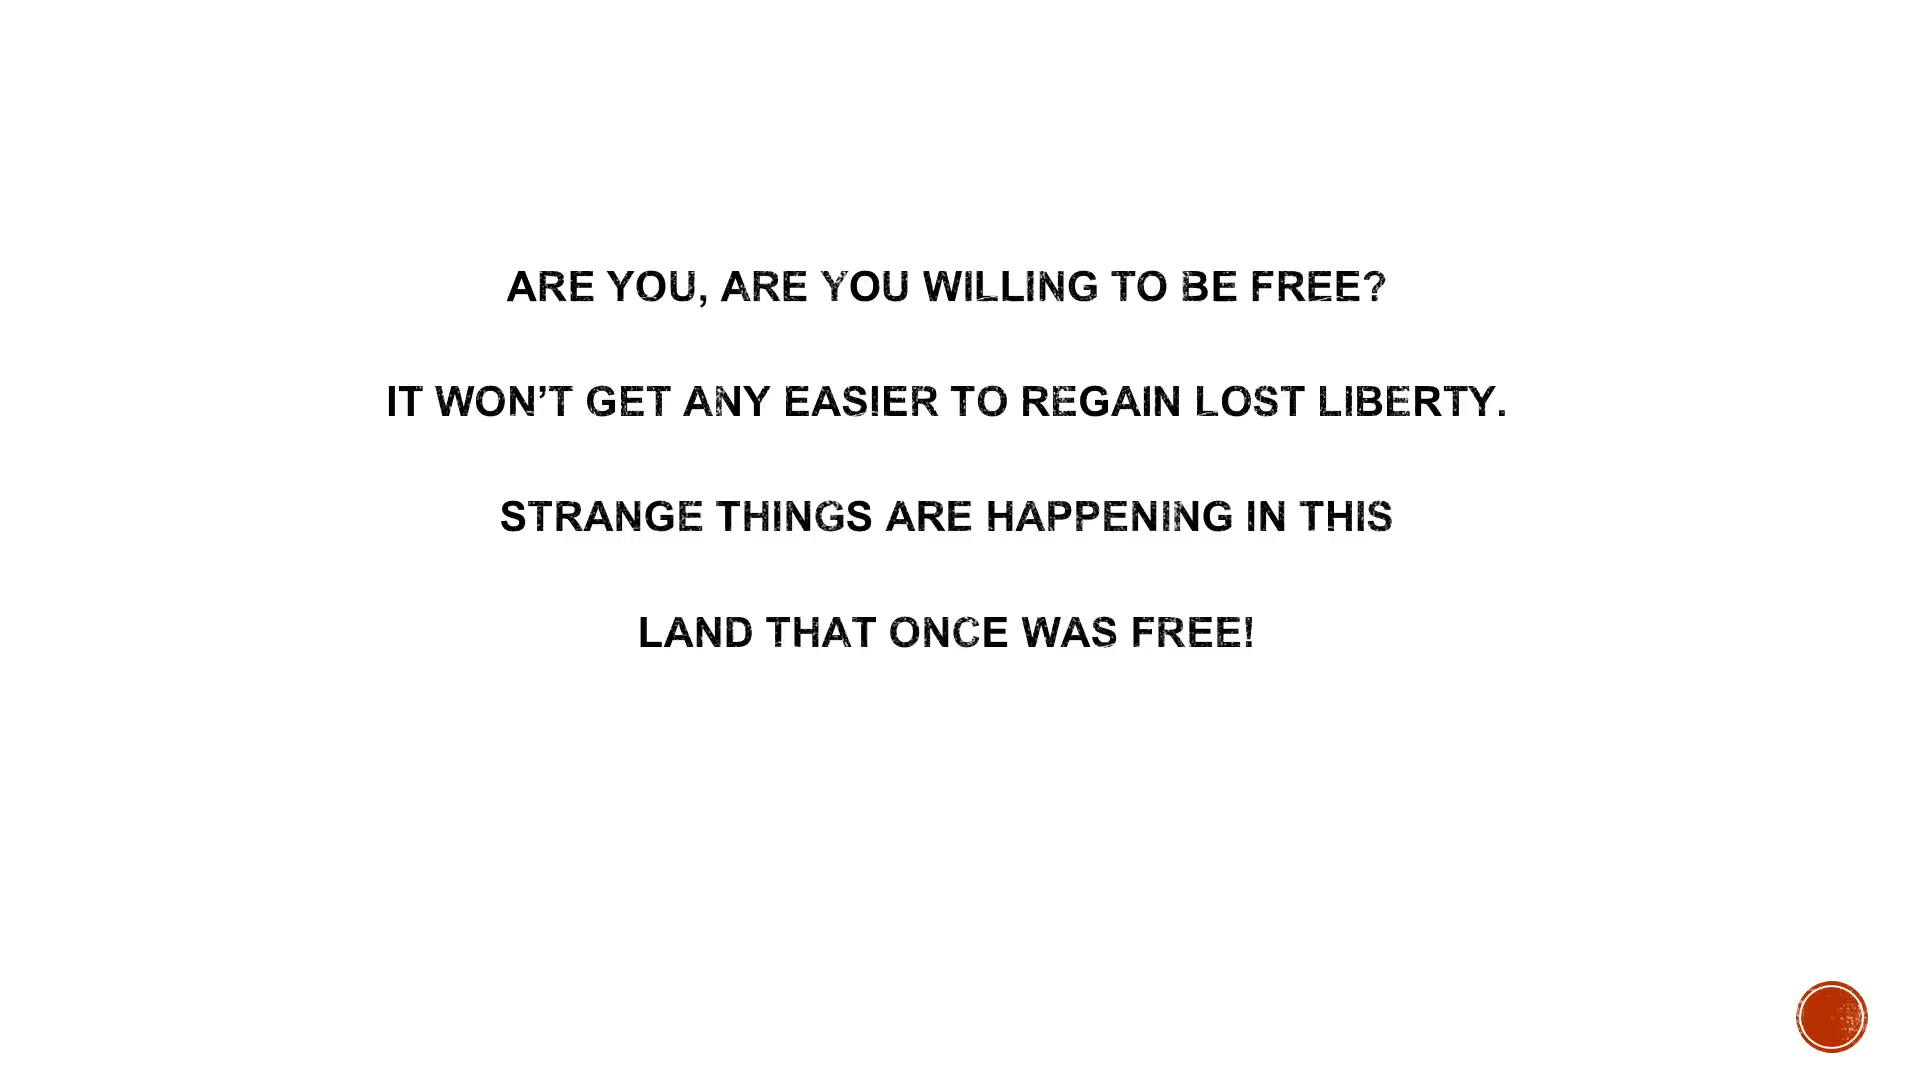 ARE YOU, ARE YOU WILLING TO BE FREE?
IT WON’T GET ANY EASIER TO REGAIN LOST LIBERTY.
STRANGE THINGS ARE HAPPENING IN THIS
LAND THAT ONCE WAS FREE!